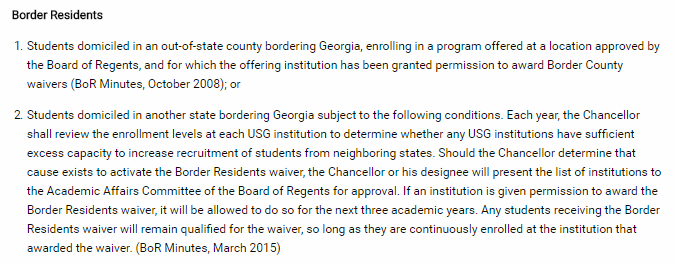 Border Residents
1. Students domiciled in an out-of-state county bordering Georgia, enrolling in a program offered at a location approved by
the Board of Regents, and for which the offering institution has been granted permission to award Border County
waivers (BoR Minutes, October 2008); or
2. Students domiciled in another state bordering Georgia subject to the following conditions. Each year, the Chancellor
shall review the enrollment levels at each USG institution to determine whether any USG institutions have sufficient
excess capacity to increase recruitment of students from neighboring states. Should the Chancellor determine that
cause exists to activate the Border Residents waiver, the Chancellor or his designee will present the list of institutions to
the Academic Affairs Committee of the Board of Regents for approval. If an institution is given permission to award the
Border Residents waiver, it will be allowed to do so for the next three academic years. Any students receiving the Border
Residents waiver will remain qualified for the waiver, so long as they are continuously enrolled at the institution that
awarded the waiver. (BoR Minutes, March 2015)